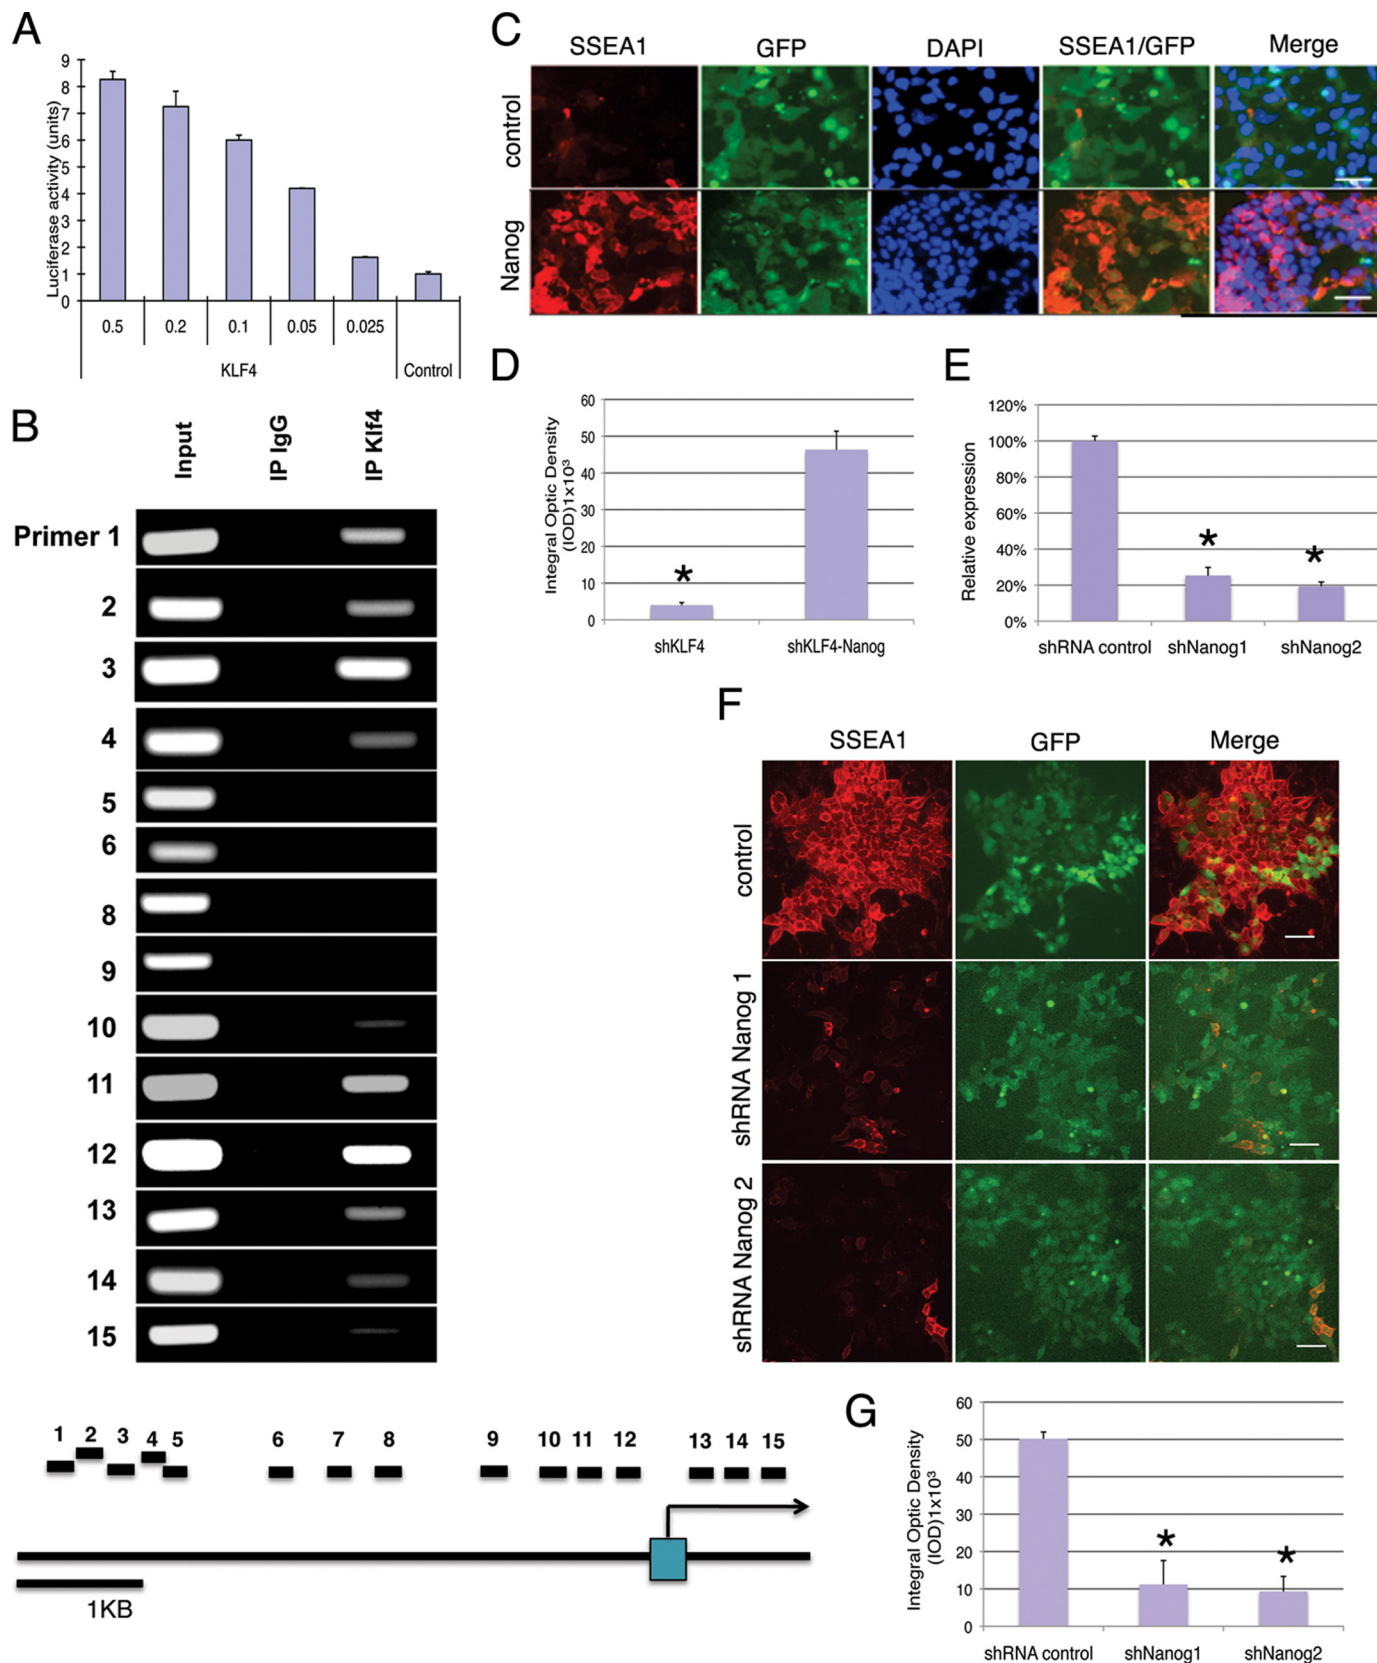 A
Luciferase activity (units)
9
8
7
6
5
4
3
2
1
0
0.5 0.2 0.1 0.05 0.025
KLF4 Control
B
Input IP IgG IP Klf4
Primer 1
2
3
4
5
6
8
9
10
11
12
13
14
15
1 2 3 4 5 6 7 8 9 10 11 12 13 14 15
1KB
C
SSEA1 GFP DAPI SSEA1/GFP Merge
control
Nanog
D
Integral Optic Density
(IOD)1x10³
60
50
40
30
20
10
0
*
shKLF4 shKLF4-Nanog
E
Relative expression
120%
100%
80%
60%
40%
20%
0%
* *
shRNA control shNanog1 shNanog2
F
SSEA1 GFP Merge
control
shRNA Nanog 1
shRNA Nanog 2
G
Integral Optic Density
(IOD)1x10³
60
50
40
30
20
10
0
* *
shRNA control shNanog1 shNanog2